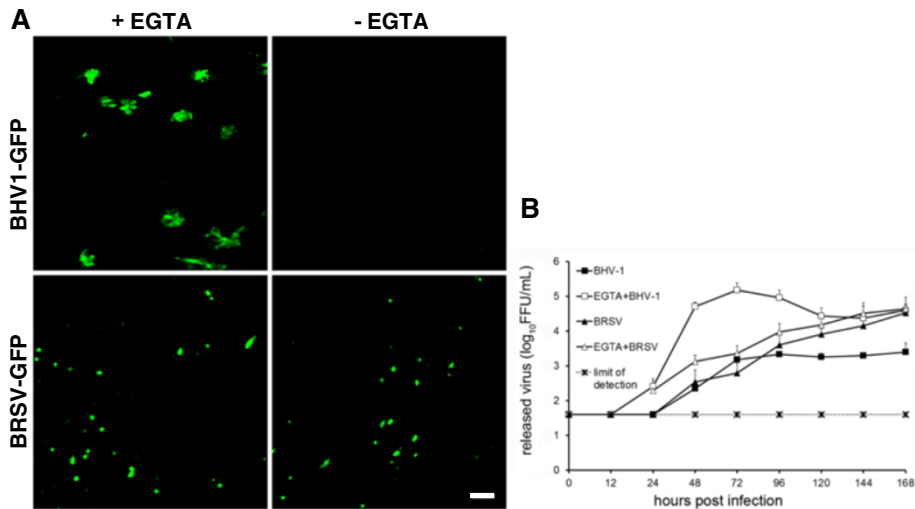 A
+ EGTA
- EGTA
BHV1-GFP
BRSV-GFP
B
released virus (log10FFU/mL)
6
5
4
3
2
1
0
BHV-1
EGTA+BHV-1
BRSV
EGTA+BRSV
limit of
detection
0 12 24 48 72 96 120 144 168
hours post infection